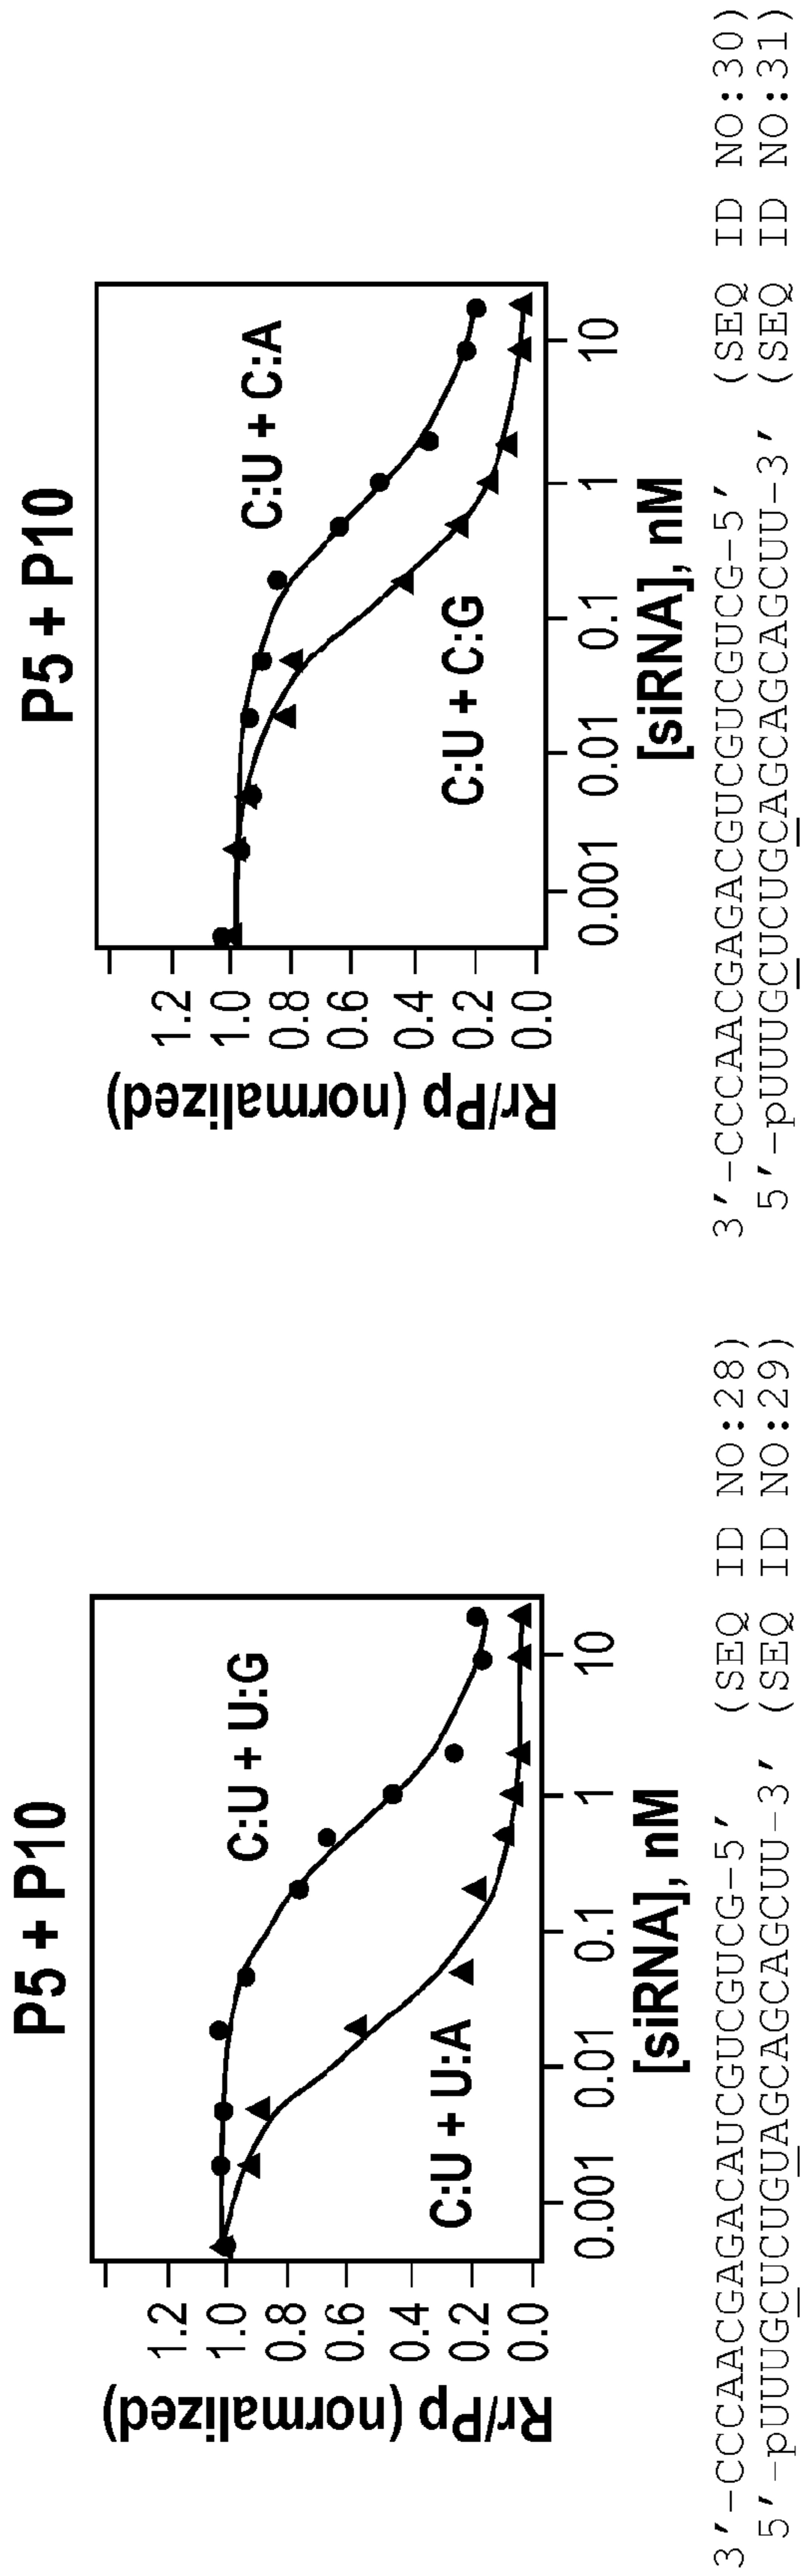 P5 + P10
Rr/Pp (normalized)
1.2
1.0
0.8
0.6
0.4
0.2
0.0
C:U + U:G
C:U + U:A
0.001 0.01 0.1 1 10
[siRNA], nM
3′-CCCAACGAGACAUCGUCGUCG-5′ (SEQ ID NO:28)
5′-pUUUGCUCUGUAGCAGCAGCUU-3′ (SEQ ID NO:29)
P5 + P10
Rr/Pp (normalized)
1.2
1.0
0.8
0.6
0.4
0.2
0.0
C:U + C:A
C:U + C:G
0.001 0.01 0.1 1 10
[siRNA], nM
3′-CCCAACGAGACGUCGUCGUCG-5′ (SEQ ID NO:30)
5′-pUUUGCUCUGCAGCAGCAGCUU-3′ (SEQ ID NO:31)